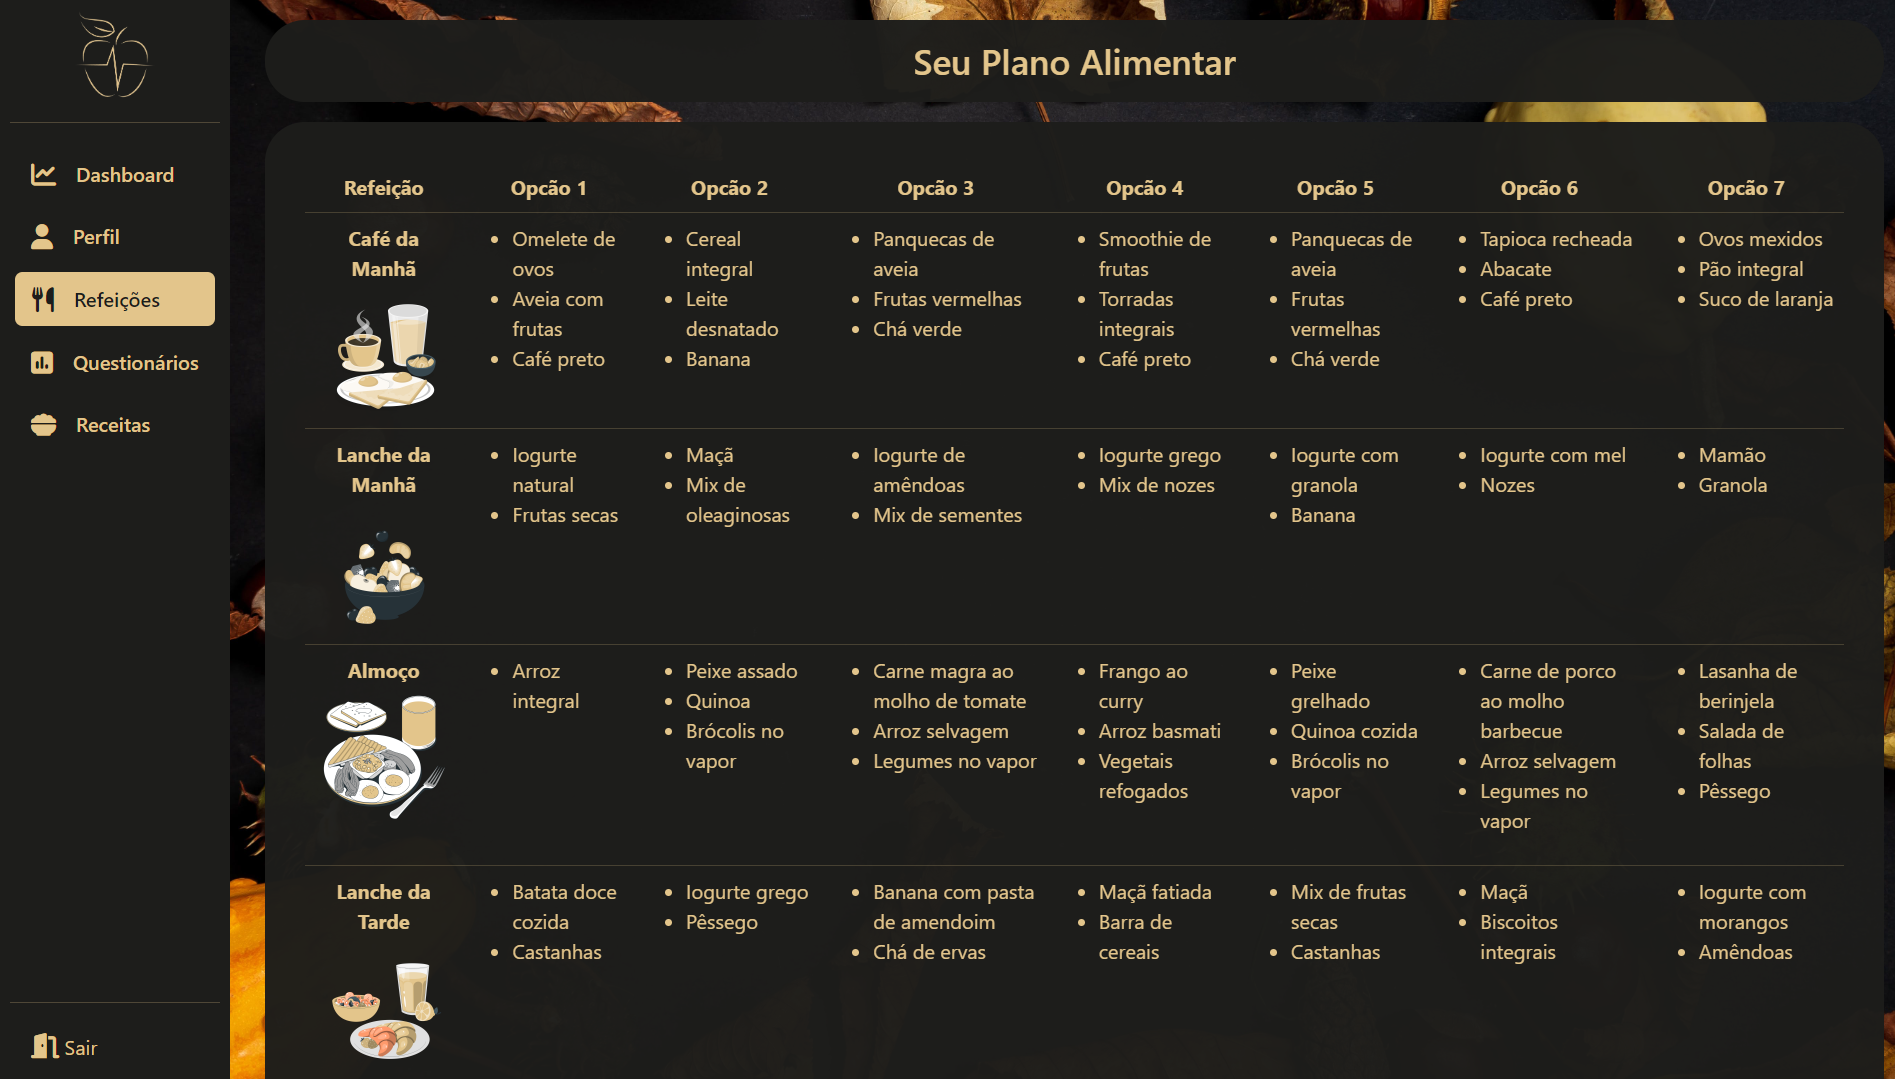 Seu Plano Alimentar
Dashboard
Perfil
Refeições
Questionários
Receitas
Sair
Refeição
Opcão 1
Opcão 2
Opcão 3
Opcão 4
Opcão 5
Opcão 6
Opcão 7
Café da
Manhã
Omelete de
ovos
Aveia com
frutas
Café preto
Cereal
integral
Leite
desnatado
Banana
Panquecas de
aveia
Frutas vermelhas
Chá verde
Smoothie de
frutas
Torradas
integrais
Café preto
Panquecas de
aveia
Frutas
vermelhas
Chá verde
Tapioca recheada
Abacate
Café preto
Ovos mexidos
Pão integral
Suco de laranja
Lanche da
Manhã
Iogurte
natural
Frutas secas
Maçã
Mix de
oleaginosas
Iogurte de
amêndoas
Mix de sementes
Iogurte grego
Mix de nozes
Iogurte com
granola
Banana
Iogurte com mel
Nozes
Mamão
Granola
Almoço
Arroz
integral
Peixe assado
Quinoa
Brócolis no
vapor
Carne magra ao
molho de tomate
Arroz selvagem
Legumes no vapor
Frango ao
curry
Arroz basmati
Vegetais
refogados
Peixe
grelhado
Quinoa cozida
Brócolis no
vapor
Carne de porco
ao molho
barbecue
Arroz selvagem
Legumes no
vapor
Lasanha de
berinjela
Salada de
folhas
Pêssego
Lanche da
Tarde
Batata doce
cozida
Castanhas
Iogurte grego
Pêssego
Banana com pasta
de amendoim
Chá de ervas
Maçã fatiada
Barra de
cereais
Mix de frutas
secas
Castanhas
Maçã
Biscoitos
integrais
Iogurte com
morangos
Amêndoas